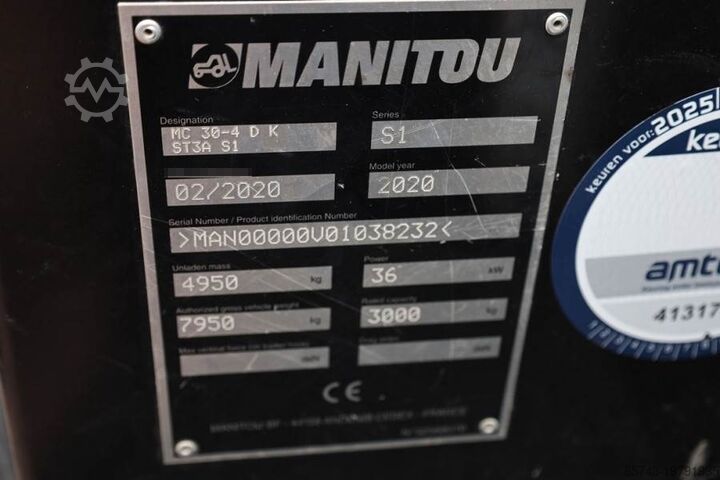 MANITOU
Designation
MC 30-4 D K
ST3A S1
Series
S1
02/2020
Model year
2020
Serial Number / Product identification Number
>MAN00000V01038232<
Unladen mass
4950 kg
Power
36 kW
Authorized gross vehicle weight
7950 kg
Rated capacity
3000 kg
CE
keuren voor: 2025
41317